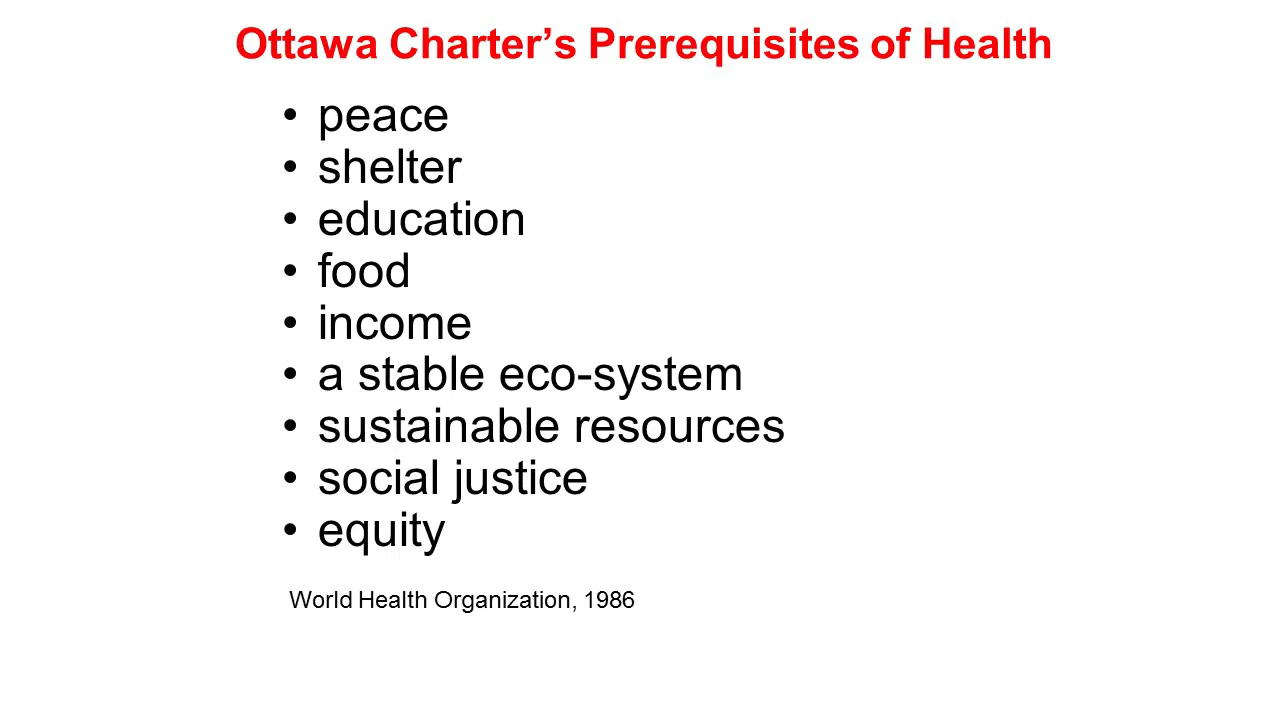 Ottawa Charter’s Prerequisites of Health
• peace
• shelter
• education
• food
• income
• a stable eco-system
• sustainable resources
• social justice
• equity
World Health Organization, 1986